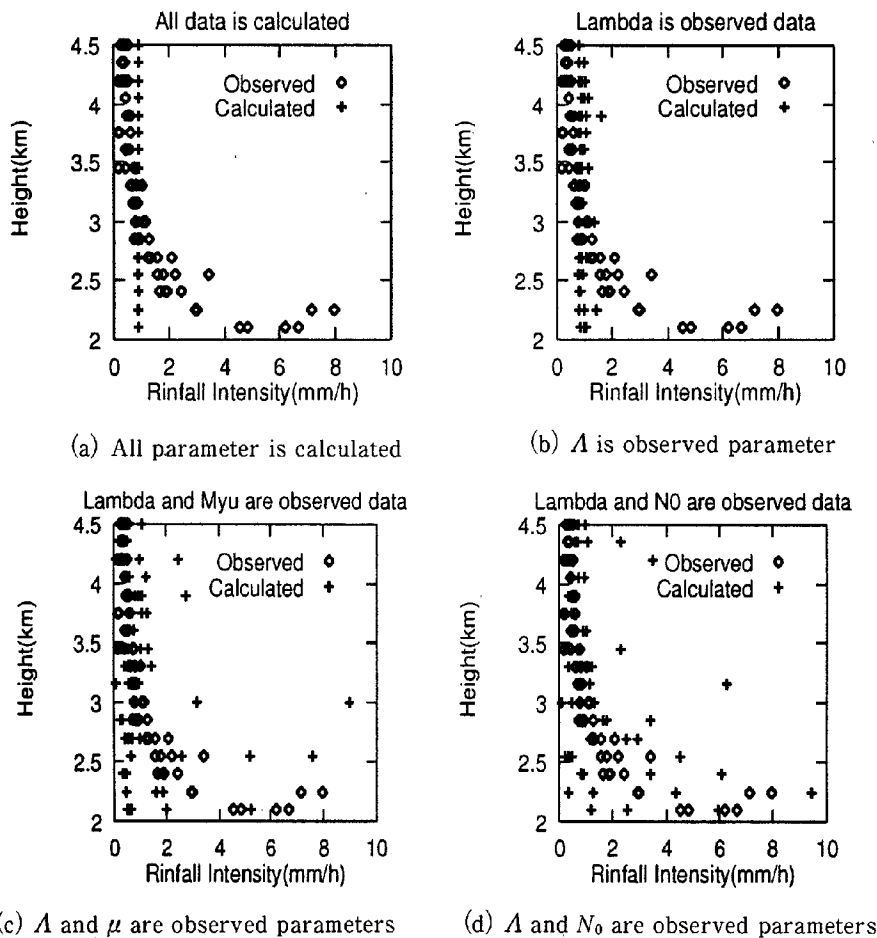 All data is calculated
4.5
4
3.5
3
2.5
2
Height(km)
Observed
Calculated
0 2 4 6 8 10
Rinfall Intensity(mm/h)
(a) All parameter is calculated
Lambda is observed data
4.5
4
3.5
3
2.5
2
Height(km)
Observed
Calculated
0 2 4 6 8 10
Rinfall Intensity(mm/h)
(b) Λ is observed parameter
Lambda and Myu are observed data
4.5
4
3.5
3
2.5
2
Height(km)
Observed
Calculated
0 2 4 6 8 10
Rinfall Intensity(mm/h)
(c) Λ and μ are observed parameters
Lambda and N0 are observed data
4.5
4
3.5
3
2.5
2
Height(km)
Observed
Calculated
0 2 4 6 8 10
Rinfall Intensity(mm/h)
(d) Λ and N₀ are observed parameters